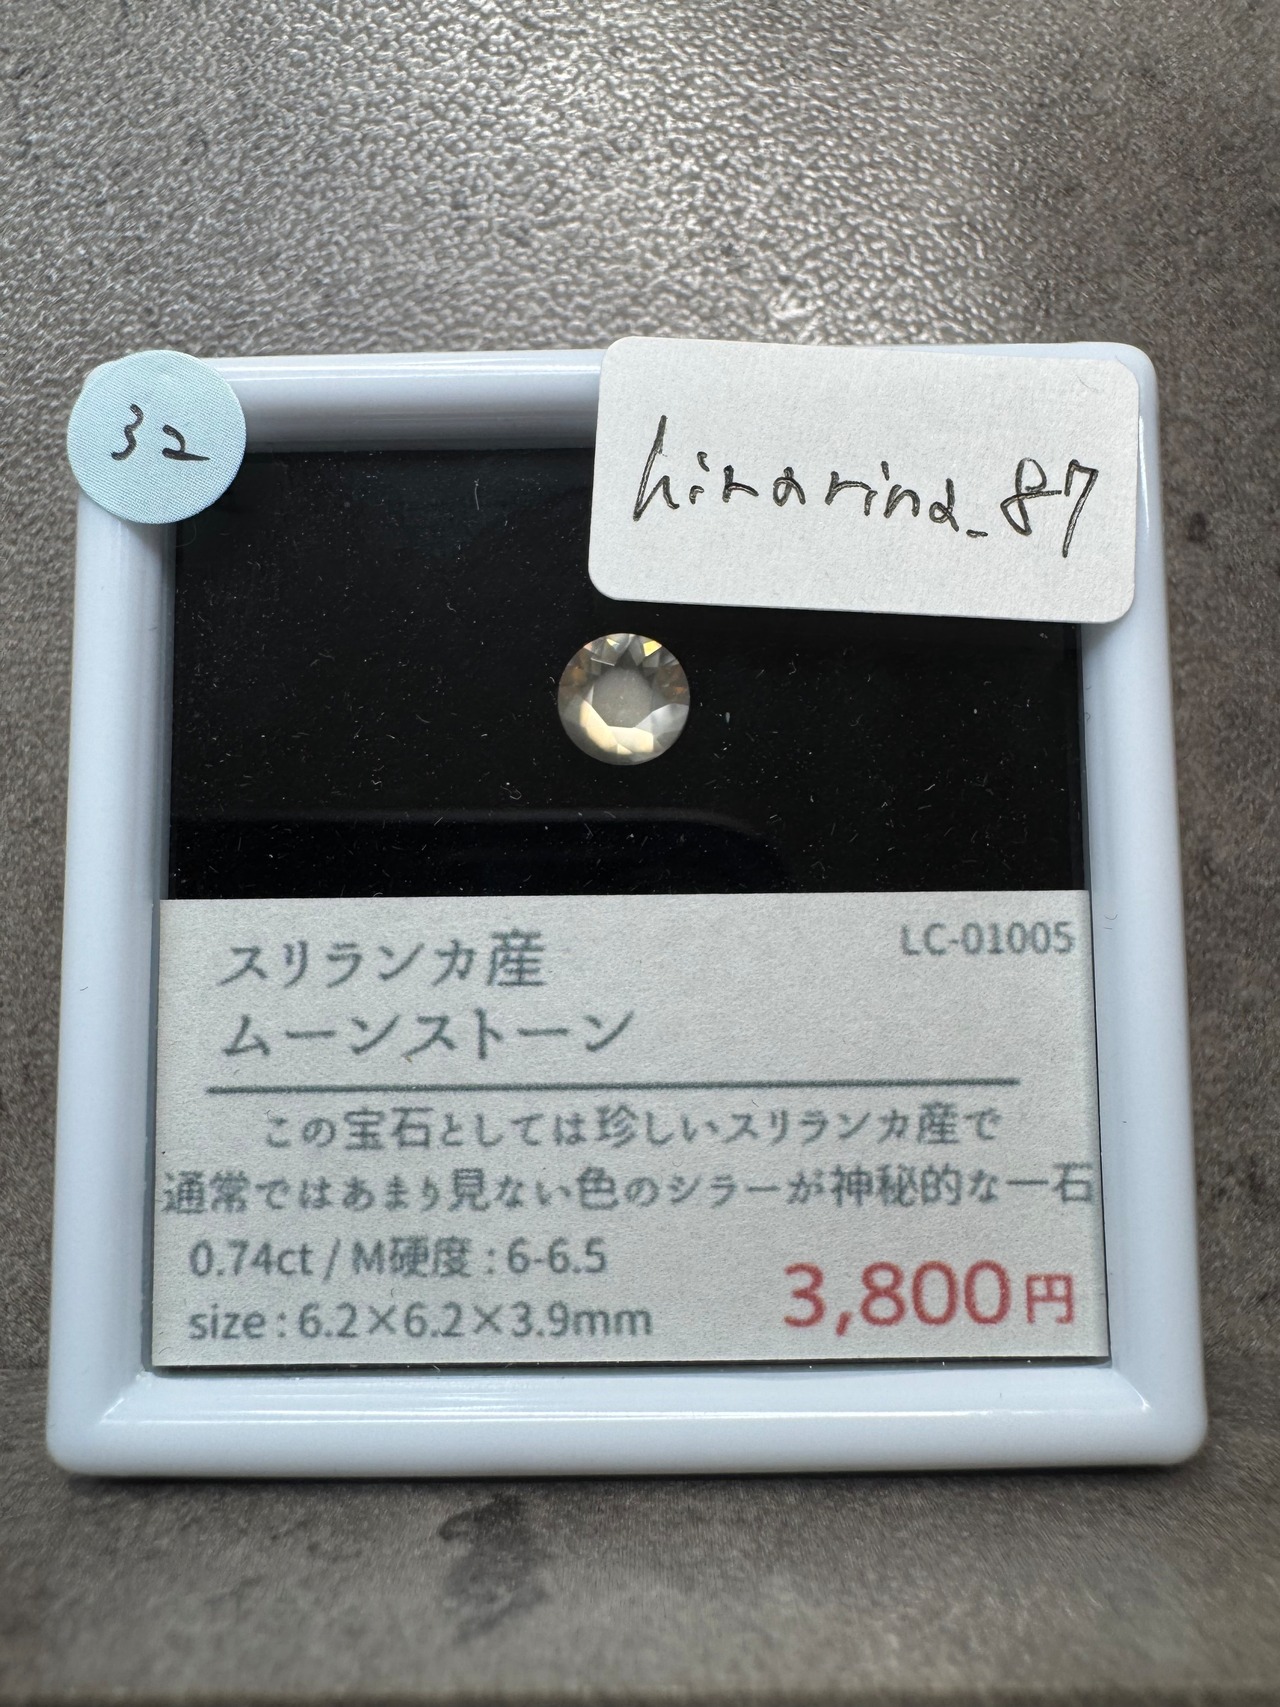 32
hinarina_87
スリランカ産
LC-01005
ムーンストーン
この宝石としては珍しいスリランカ産で
通常ではあまり見ない色のシラーが神秘的な一石
0.74ct / M硬度 : 6-6.5
size : 6.2×6.2×3.9mm
3,800円